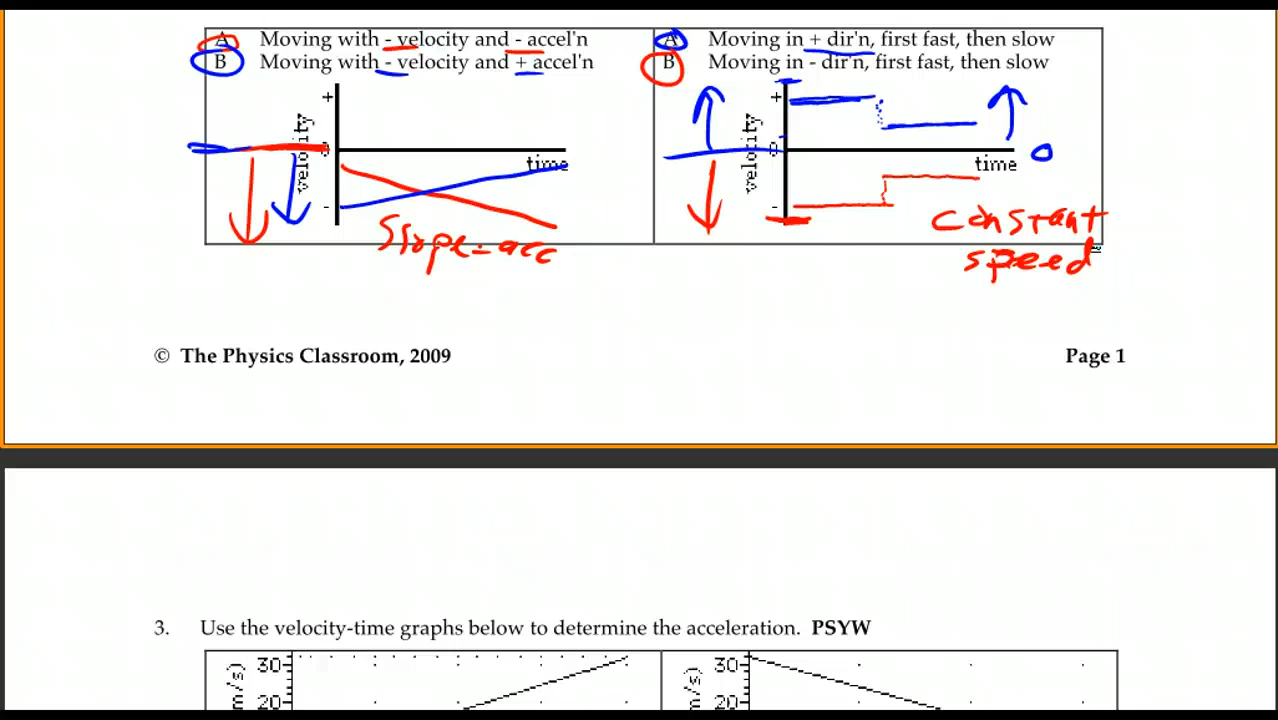 A Moving with - velocity and - accel'n
B Moving with - velocity and + accel'n
+
0
-
velocity
time
Slope = acc
A Moving in + dir'n, first fast, then slow
B Moving in - dir'n, first fast, then slow
+
0
-
velocity
time
0
constant
speed
© The Physics Classroom, 2009
Page 1
3. Use the velocity-time graphs below to determine the acceleration. PSYW
30
20
m/s)
30
20
m/s)